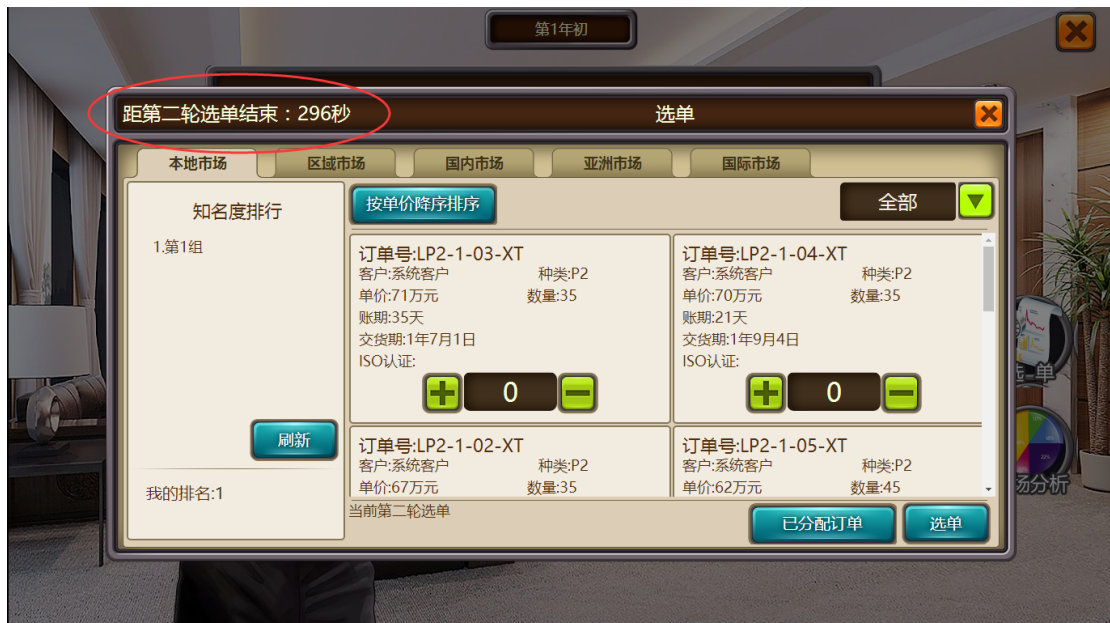 第1年初
距第二轮选单结束：296秒
选单
本地市场
区域市场
国内市场
亚洲市场
国际市场
知名度排行
1.第1组
刷新
我的排名:1
按单价降序排序
全部
订单号:LP2-1-03-XT
客户:系统客户 种类:P2
单价:71万元 数量:35
账期:35天
交货期:1年7月1日
ISO认证:
0
订单号:LP2-1-04-XT
客户:系统客户 种类:P2
单价:70万元 数量:35
账期:21天
交货期:1年9月4日
ISO认证:
0
订单号:LP2-1-02-XT
客户:系统客户 种类:P2
单价:67万元 数量:35
订单号:LP2-1-05-XT
客户:系统客户 种类:P2
单价:62万元 数量:45
当前第二轮选单
已分配订单
选单
单
场分析